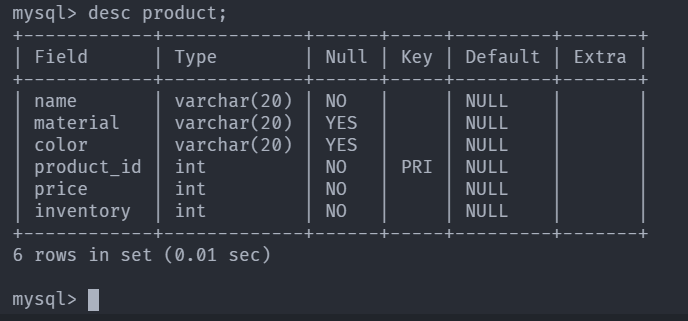 mysql> desc product;
+------------+-------------+------+-----+---------+-------+
| Field      | Type        | Null | Key | Default | Extra |
+------------+-------------+------+-----+---------+-------+
| name       | varchar(20) | NO   |     | NULL    |       |
| material   | varchar(20) | YES  |     | NULL    |       |
| color      | varchar(20) | YES  |     | NULL    |       |
| product_id | int         | NO   | PRI | NULL    |       |
| price      | int         | NO   |     | NULL    |       |
| inventory  | int         | NO   |     | NULL    |       |
+------------+-------------+------+-----+---------+-------+
6 rows in set (0.01 sec)
mysql>